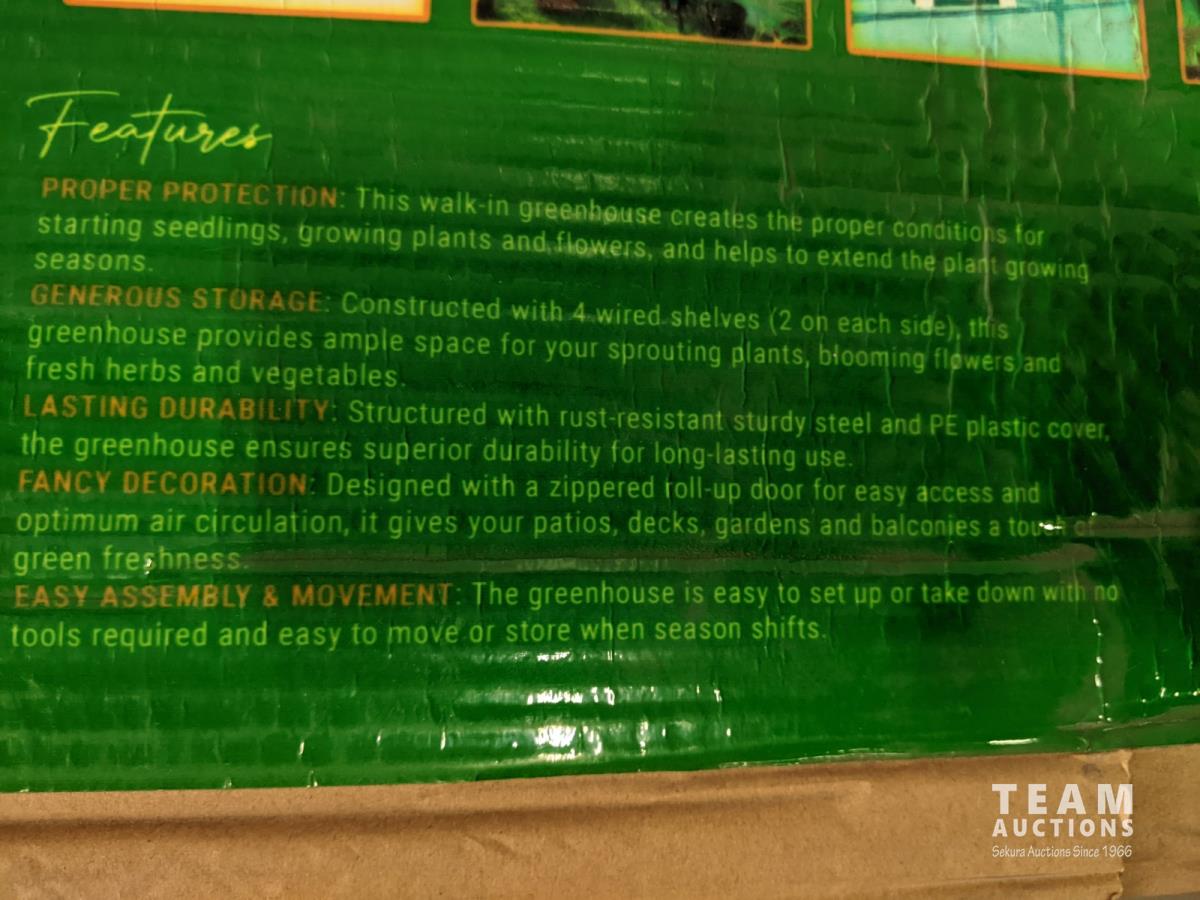 Features
PROPER PROTECTION: This walk-in greenhouse creates the proper conditions for
starting seedlings, growing plants and flowers, and helps to extend the plant growing
seasons.
GENEROUS STORAGE: Constructed with 4 wired shelves (2 on each side), this
greenhouse provides ample space for your sprouting plants, blooming flowers and
fresh herbs and vegetables.
LASTING DURABILITY: Structured with rust-resistant sturdy steel and PE plastic cover,
the greenhouse ensures superior durability for long-lasting use.
FANCY DECORATION: Designed with a zippered roll-up door for easy access and
optimum air circulation, it gives your patios, decks, gardens and balconies a
green freshness.
EASY ASSEMBLY & MOVEMENT: The greenhouse is easy to set up or take down with no
tools required and easy to move or store when season shifts.
TEAM
AUCTIONS
Sekura Auctions Since 1966